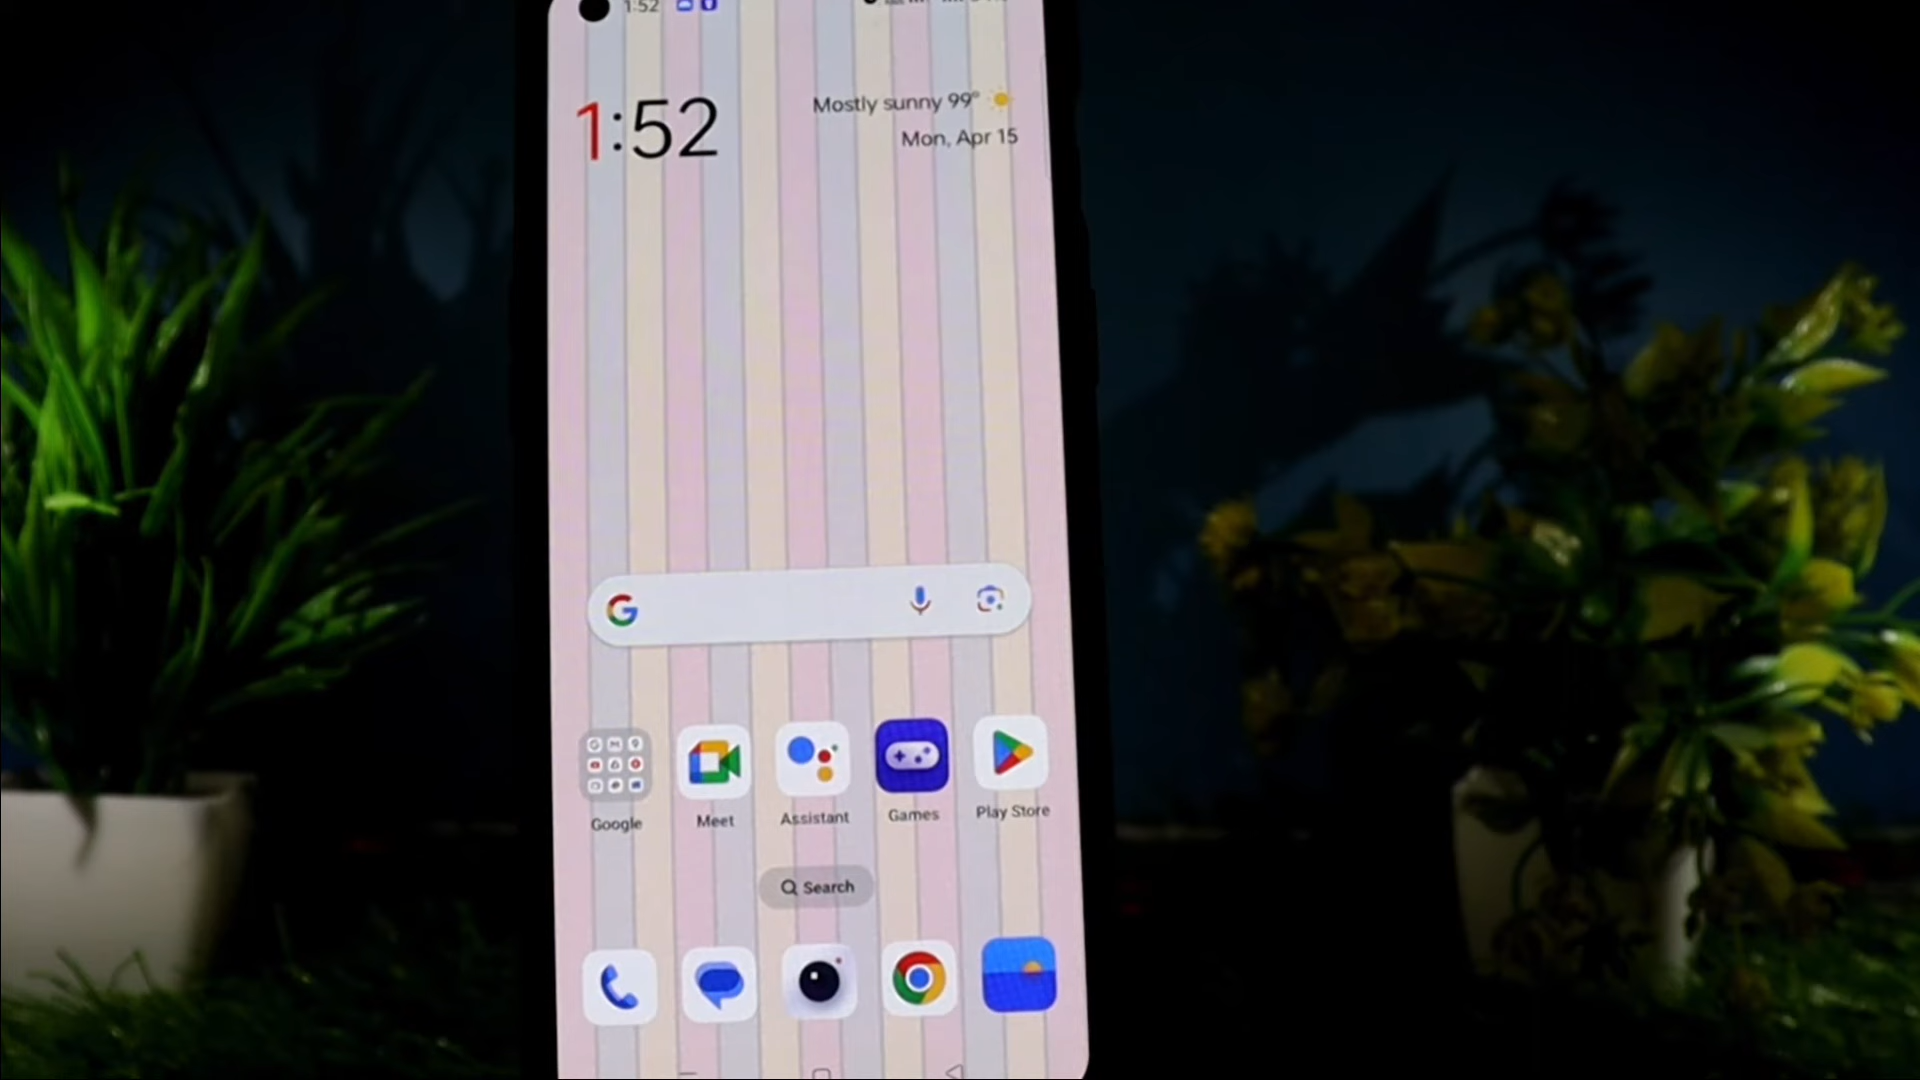 1:52
1:52
Mostly sunny 99°
Mon, Apr 15
Google
Meet
Assistant
Games
Play Store
Search